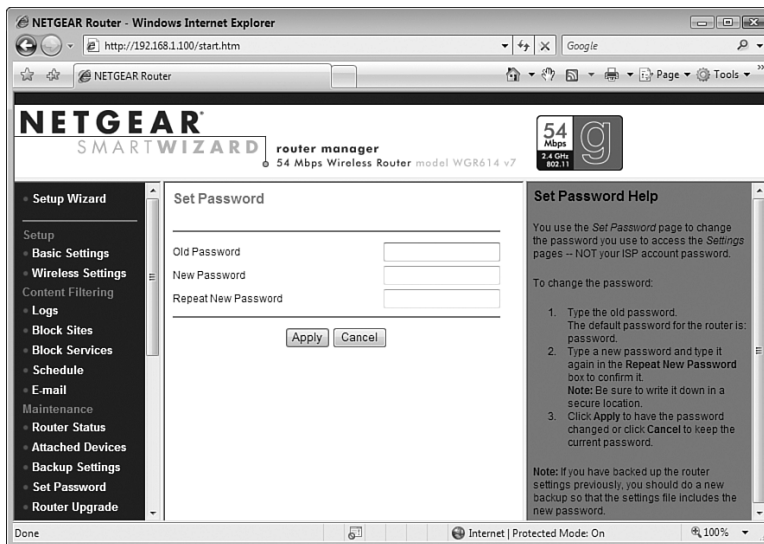 NETGEAR Router - Windows Internet Explorer
http://192.168.1.100/start.htm
Google
NETGEAR Router
Page
Tools
NETGEAR
SMARTWIZARD router manager
54 Mbps Wireless Router model WGR614 v7
54
Mbps
2.4 GHz
802.11
g
Setup Wizard
Setup
Basic Settings
Wireless Settings
Content Filtering
Logs
Block Sites
Block Services
Schedule
E-mail
Maintenance
Router Status
Attached Devices
Backup Settings
Set Password
Router Upgrade
Set Password
Old Password
New Password
Repeat New Password
Apply Cancel
Set Password Help
You use the Set Password page to change
the password you use to access the Settings
pages -- NOT your ISP account password.
To change the password:
1. Type the old password.
The default password for the router is:
password.
2. Type a new password and type it
again in the Repeat New Password
box to confirm it.
Note: Be sure to write it down in a
secure location.
3. Click Apply to have the password
changed or click Cancel to keep the
current password.
Note: If you have backed up the router
settings previously, you should do a new
backup so that the settings file includes the
new password.
Done
Internet | Protected Mode: On
100%